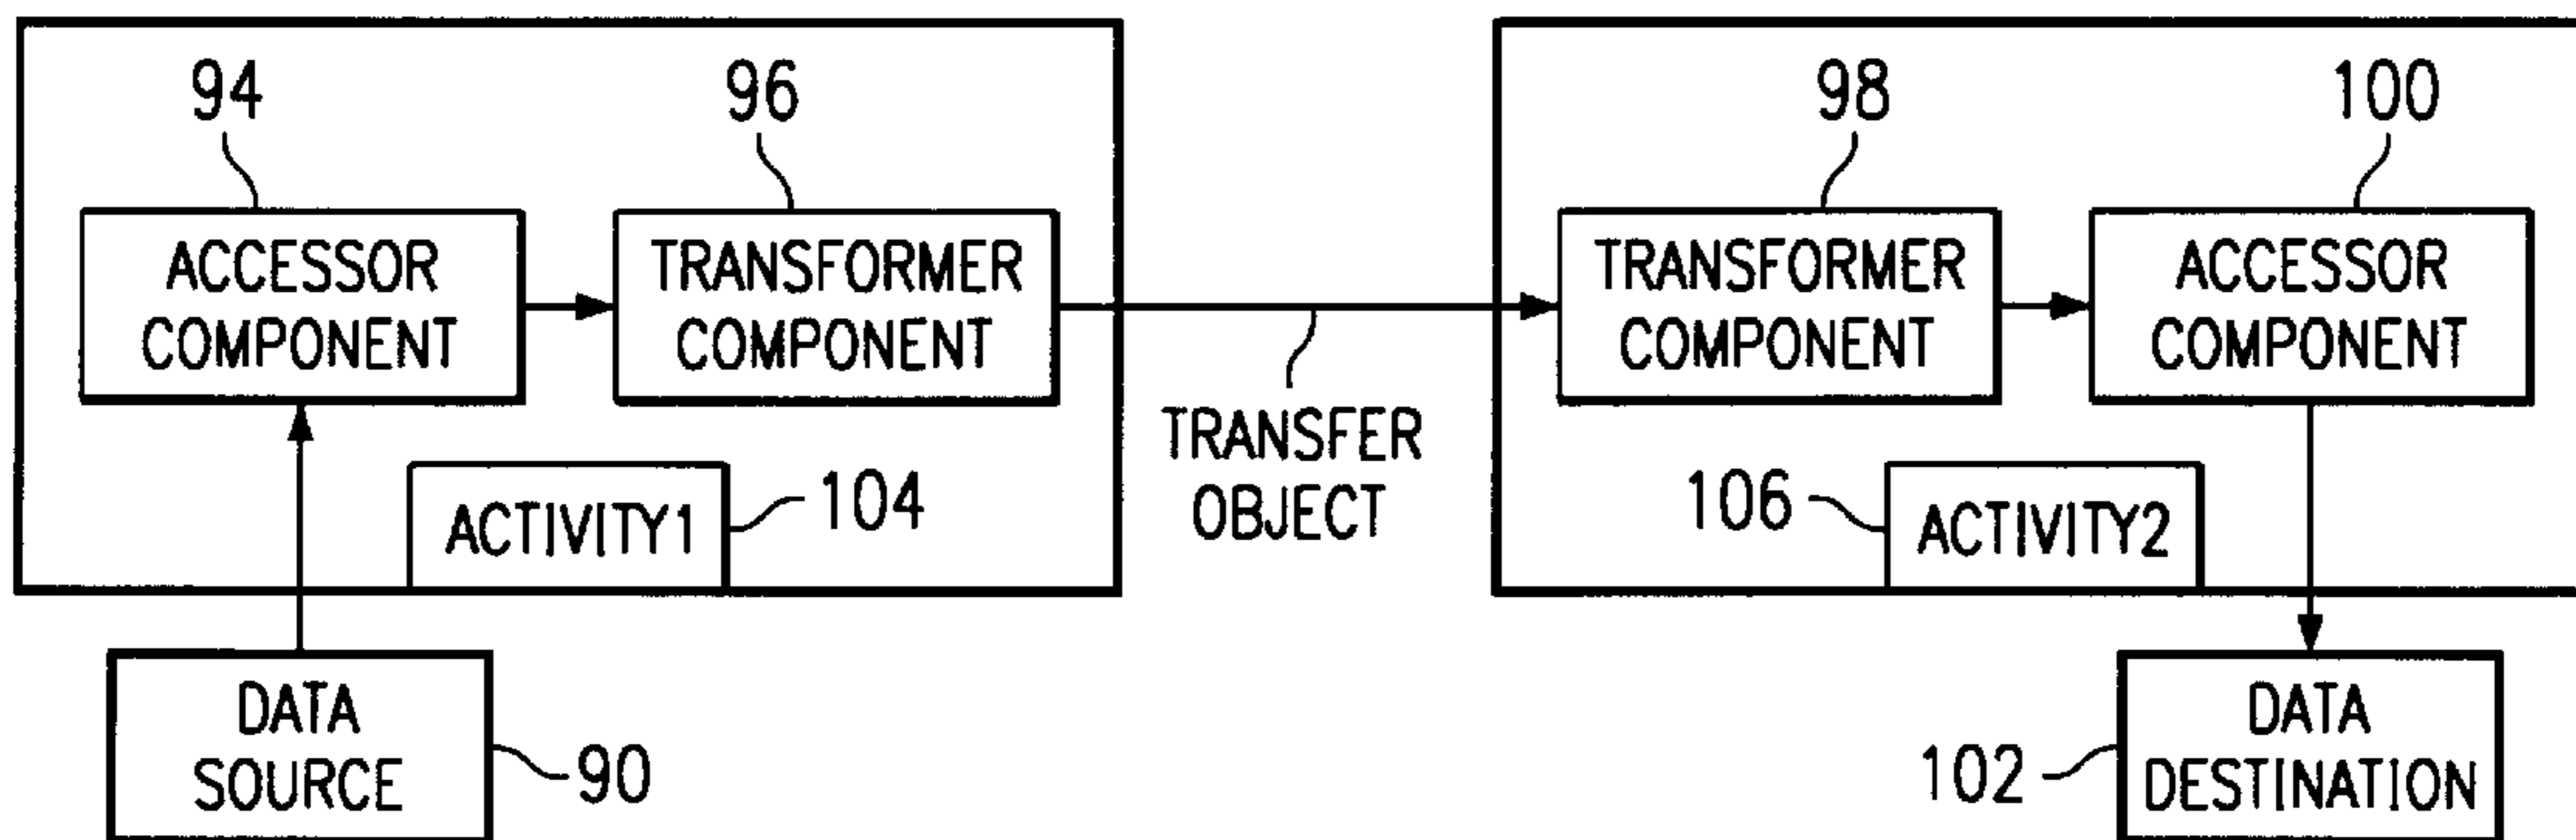 94
96
98
100
ACCESSOR
COMPONENT
TRANSFORMER
COMPONENT
TRANSFORMER
COMPONENT
ACCESSOR
COMPONENT
TRANSFER
OBJECT
ACTIVITY1
104
106
ACTIVITY2
DATA
SOURCE
90
102
DATA
DESTINATION